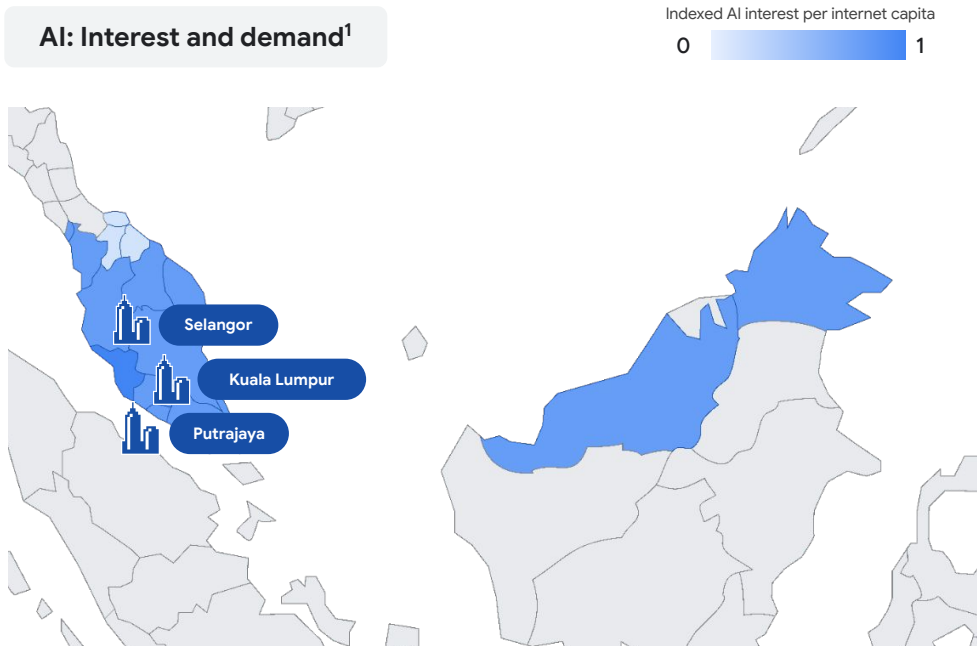 AI: Interest and demand¹
Indexed AI interest per internet capita
0
1
Selangor
Kuala Lumpur
Putrajaya